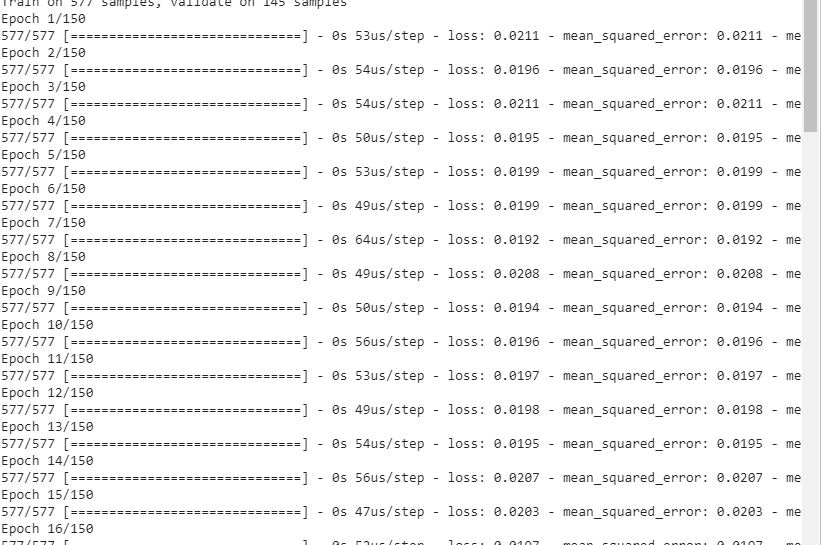 Train on 577 samples, validate on 145 samples
Epoch 1/150
577/577 [==============================] - 0s 53us/step - loss: 0.0211 - mean_squared_error: 0.0211 - me
Epoch 2/150
577/577 [==============================] - 0s 54us/step - loss: 0.0196 - mean_squared_error: 0.0196 - me
Epoch 3/150
577/577 [==============================] - 0s 54us/step - loss: 0.0211 - mean_squared_error: 0.0211 - me
Epoch 4/150
577/577 [==============================] - 0s 50us/step - loss: 0.0195 - mean_squared_error: 0.0195 - me
Epoch 5/150
577/577 [==============================] - 0s 53us/step - loss: 0.0199 - mean_squared_error: 0.0199 - me
Epoch 6/150
577/577 [==============================] - 0s 49us/step - loss: 0.0199 - mean_squared_error: 0.0199 - me
Epoch 7/150
577/577 [==============================] - 0s 64us/step - loss: 0.0192 - mean_squared_error: 0.0192 - me
Epoch 8/150
577/577 [==============================] - 0s 49us/step - loss: 0.0208 - mean_squared_error: 0.0208 - me
Epoch 9/150
577/577 [==============================] - 0s 50us/step - loss: 0.0194 - mean_squared_error: 0.0194 - me
Epoch 10/150
577/577 [==============================] - 0s 56us/step - loss: 0.0196 - mean_squared_error: 0.0196 - me
Epoch 11/150
577/577 [==============================] - 0s 53us/step - loss: 0.0197 - mean_squared_error: 0.0197 - me
Epoch 12/150
577/577 [==============================] - 0s 49us/step - loss: 0.0198 - mean_squared_error: 0.0198 - me
Epoch 13/150
577/577 [==============================] - 0s 54us/step - loss: 0.0195 - mean_squared_error: 0.0195 - me
Epoch 14/150
577/577 [==============================] - 0s 56us/step - loss: 0.0207 - mean_squared_error: 0.0207 - me
Epoch 15/150
577/577 [==============================] - 0s 47us/step - loss: 0.0203 - mean_squared_error: 0.0203 - me
Epoch 16/150